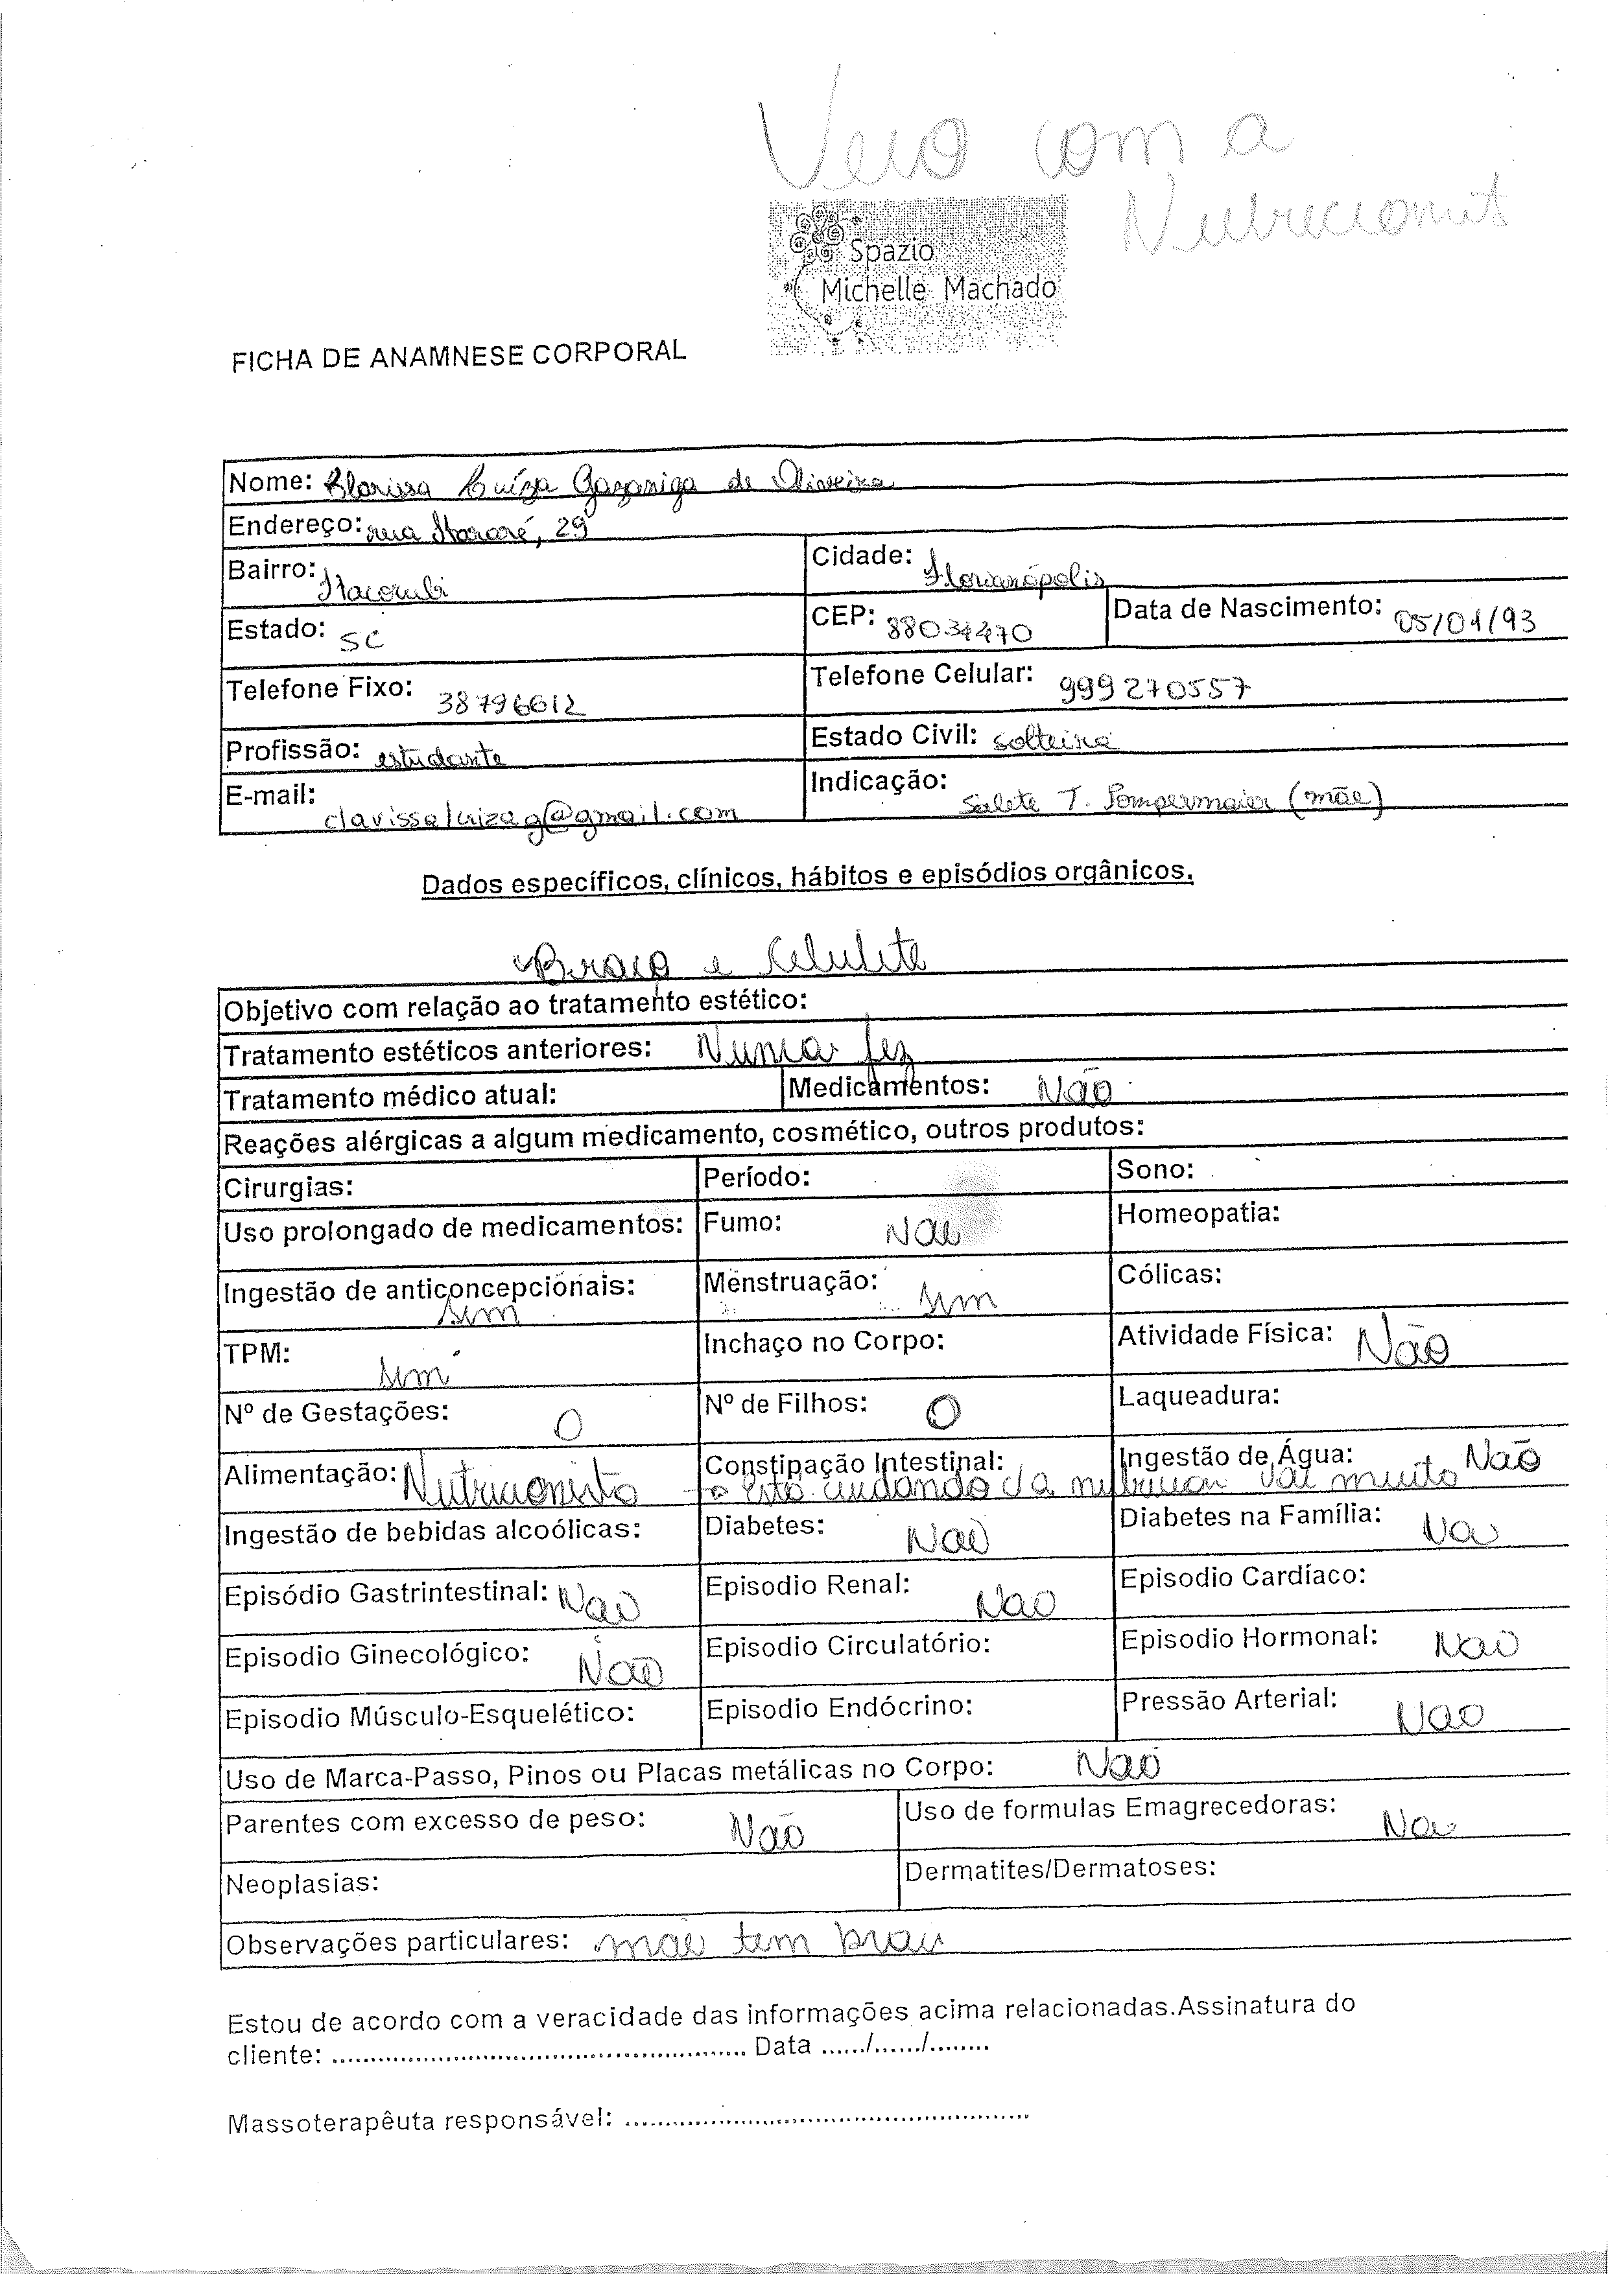 Veio com a
Nutricionist
Spazio
Michelle Machado
FICHA DE ANAMNESE CORPORAL
Nome: Clarissa Luíza Gazaniga de Oliveira
Endereço: rua Itararé, 29
Bairro: Itacorubi Cidade: Florianópolis
Estado: SC CEP: 88034470 Data de Nascimento: 05/01/93
Telefone Fixo: 38796612 Telefone Celular: 999270557
Profissão: estudante Estado Civil: solteira
E-mail: clarissaluizag@gmail.com Indicação: Salete T. Pompermaier (mãe)
Dados específicos, clínicos, hábitos e episódios orgânicos.
e Celulite
Objetivo com relação ao tratamento estético:
Tratamento estéticos anteriores: Nunca fez
Tratamento médico atual: Medicamentos: Não
Reações alérgicas a algum medicamento, cosmético, outros produtos:
Cirurgias: Período: Sono:
Uso prolongado de medicamentos: Fumo: Não Homeopatia:
Ingestão de anticoncepcionais: sim Menstruação: sim Cólicas:
TPM: sim Inchaço no Corpo: Atividade Física: Não
Nº de Gestações: 0 Nº de Filhos: 0 Laqueadura:
Alimentação: Nutricionista Constipação Intestinal: Ingestão de Água: Não
está cuidando vai muito
Ingestão de bebidas alcoólicas: Diabetes: Não Diabetes na Família: Não
Episódio Gastrintestinal: Não Episodio Renal: Não Episodio Cardíaco:
Episodio Ginecológico: Não Episodio Circulatório: Episodio Hormonal: Não
Episodio Músculo-Esquelético: Episodio Endócrino: Pressão Arterial: Não
Uso de Marca-Passo, Pinos ou Placas metálicas no Corpo: Não
Parentes com excesso de peso: Não Uso de formulas Emagrecedoras: Não
Neoplasias: Dermatites/Dermatoses:
Observações particulares: mãe tem
Estou de acordo com a veracidade das informações acima relacionadas.Assinatura do
cliente: .................................................. Data ....../....../........
Massoterapêuta responsável: ..................................................